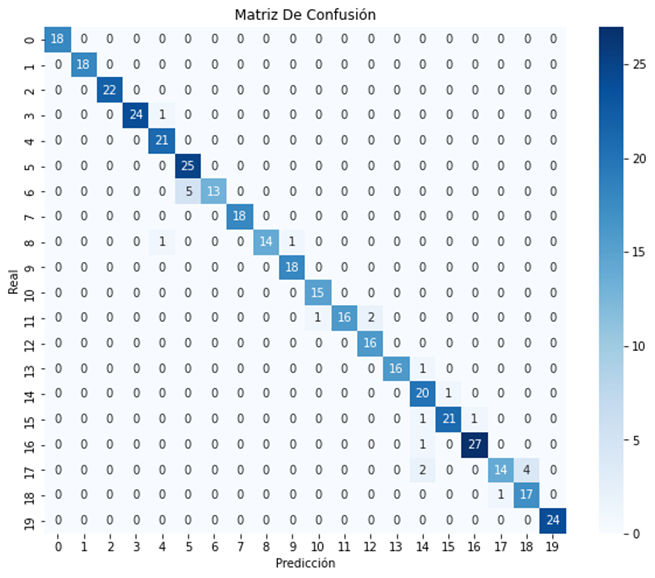 Matriz De Confusión
0 18 0 0 0 0 0 0 0 0 0 0 0 0 0 0 0 0 0 0 0
1 0 18 0 0 0 0 0 0 0 0 0 0 0 0 0 0 0 0 0 0
2 0 0 22 0 0 0 0 0 0 0 0 0 0 0 0 0 0 0 0 0
3 0 0 0 24 1 0 0 0 0 0 0 0 0 0 0 0 0 0 0 0
4 0 0 0 0 21 0 0 0 0 0 0 0 0 0 0 0 0 0 0 0
5 0 0 0 0 0 25 0 0 0 0 0 0 0 0 0 0 0 0 0 0
6 0 0 0 0 0 5 13 0 0 0 0 0 0 0 0 0 0 0 0 0
7 0 0 0 0 0 0 0 18 0 0 0 0 0 0 0 0 0 0 0 0
8 0 0 0 0 1 0 0 0 14 1 0 0 0 0 0 0 0 0 0 0
9 0 0 0 0 0 0 0 0 0 18 0 0 0 0 0 0 0 0 0 0
10 0 0 0 0 0 0 0 0 0 0 15 0 0 0 0 0 0 0 0 0
11 0 0 0 0 0 0 0 0 0 0 1 16 2 0 0 0 0 0 0 0
12 0 0 0 0 0 0 0 0 0 0 0 0 16 0 0 0 0 0 0 0
13 0 0 0 0 0 0 0 0 0 0 0 0 0 16 1 0 0 0 0 0
14 0 0 0 0 0 0 0 0 0 0 0 0 0 0 20 1 0 0 0 0
15 0 0 0 0 0 0 0 0 0 0 0 0 0 0 1 21 1 0 0 0
16 0 0 0 0 0 0 0 0 0 0 0 0 0 0 1 0 27 0 0 0
17 0 0 0 0 0 0 0 0 0 0 0 0 0 0 2 0 0 14 4 0
18 0 0 0 0 0 0 0 0 0 0 0 0 0 0 0 0 0 1 17 0
19 0 0 0 0 0 0 0 0 0 0 0 0 0 0 0 0 0 0 0 24
0 1 2 3 4 5 6 7 8 9 10 11 12 13 14 15 16 17 18 19
Real
Predicción
25
20
15
10
5
0